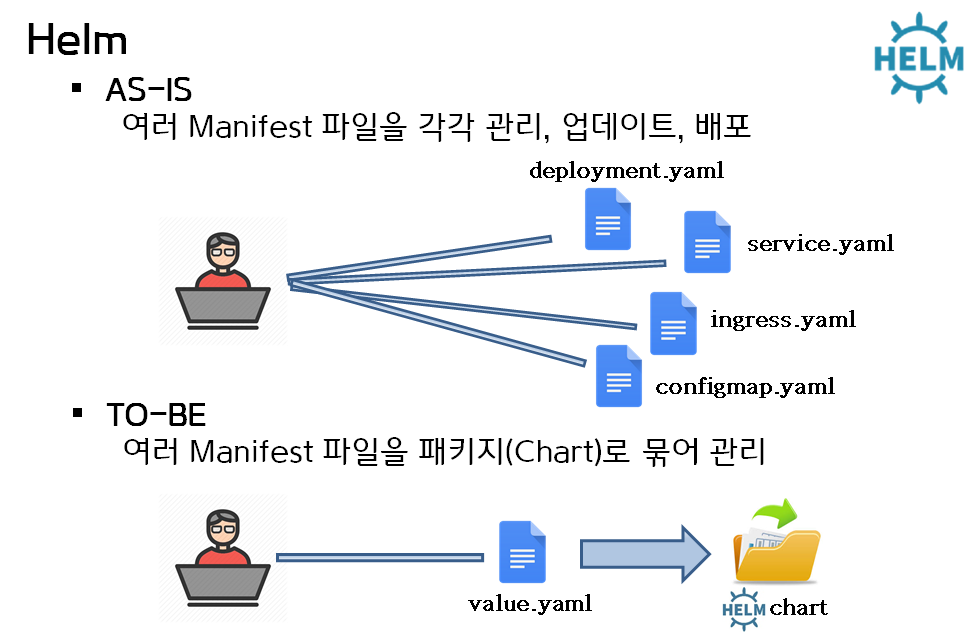 Helm
HELM
▪ AS-IS
여러 Manifest 파일을 각각 관리, 업데이트, 배포
deployment.yaml
service.yaml
ingress.yaml
configmap.yaml
▪ TO-BE
여러 Manifest 파일을 패키지(Chart)로 묶어 관리
value.yaml
HELM chart